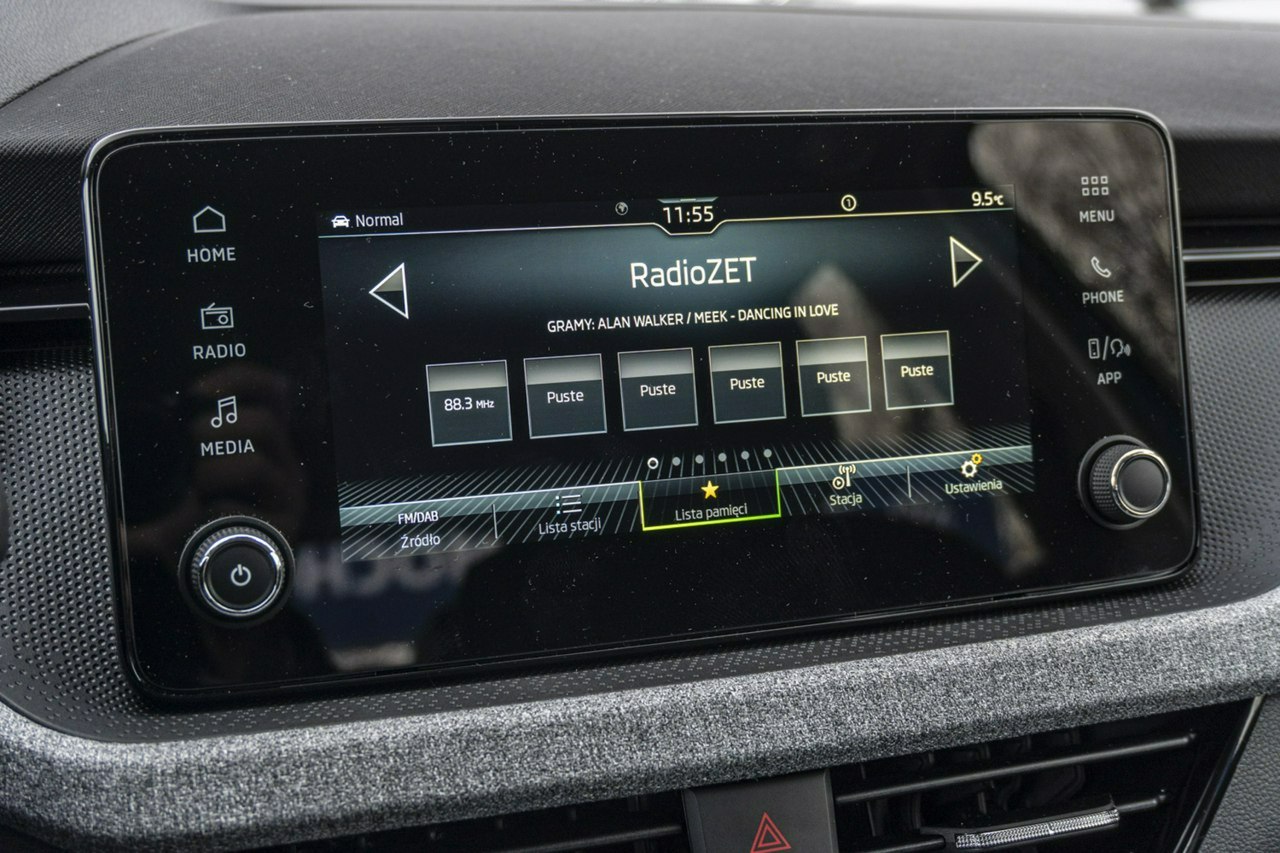 HOME
RADIO
MEDIA
Normal
11:55
9.5°C
RadioZET
GRAMY: ALAN WALKER / MEEK - DANCING IN LOVE
88.3 MHz
Puste
Puste
Puste
Puste
Puste
FM/DAB
Źródło
Lista stacji
Lista pamięci
Stacja
Ustawienia
MENU
PHONE
APP